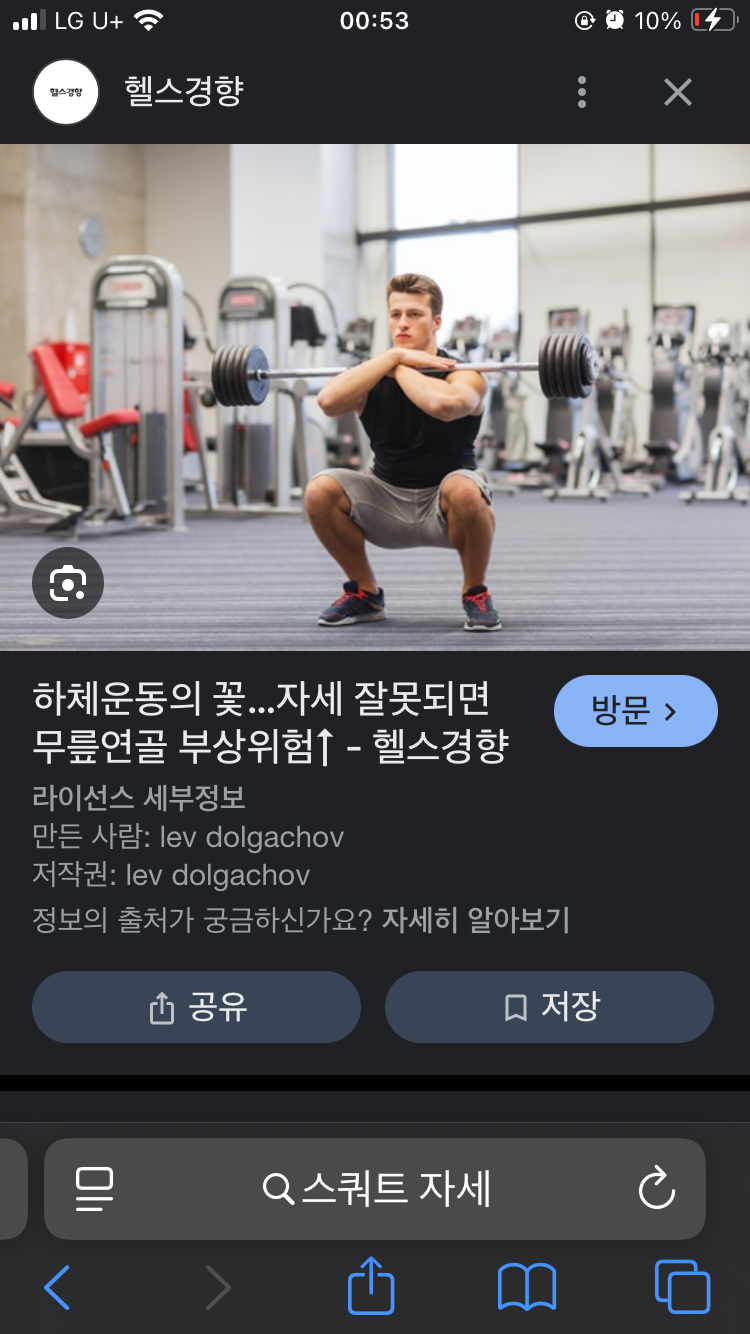 LG U+ 00:53 10%
헬스경향 헬스경향
하체운동의 꽃...자세 잘못되면
무릎연골 부상위험↑ - 헬스경향
방문
라이선스 세부정보
만든 사람: lev dolgachov
저작권: lev dolgachov
정보의 출처가 궁금하신가요? 자세히 알아보기
공유 저장
스쿼트 자세